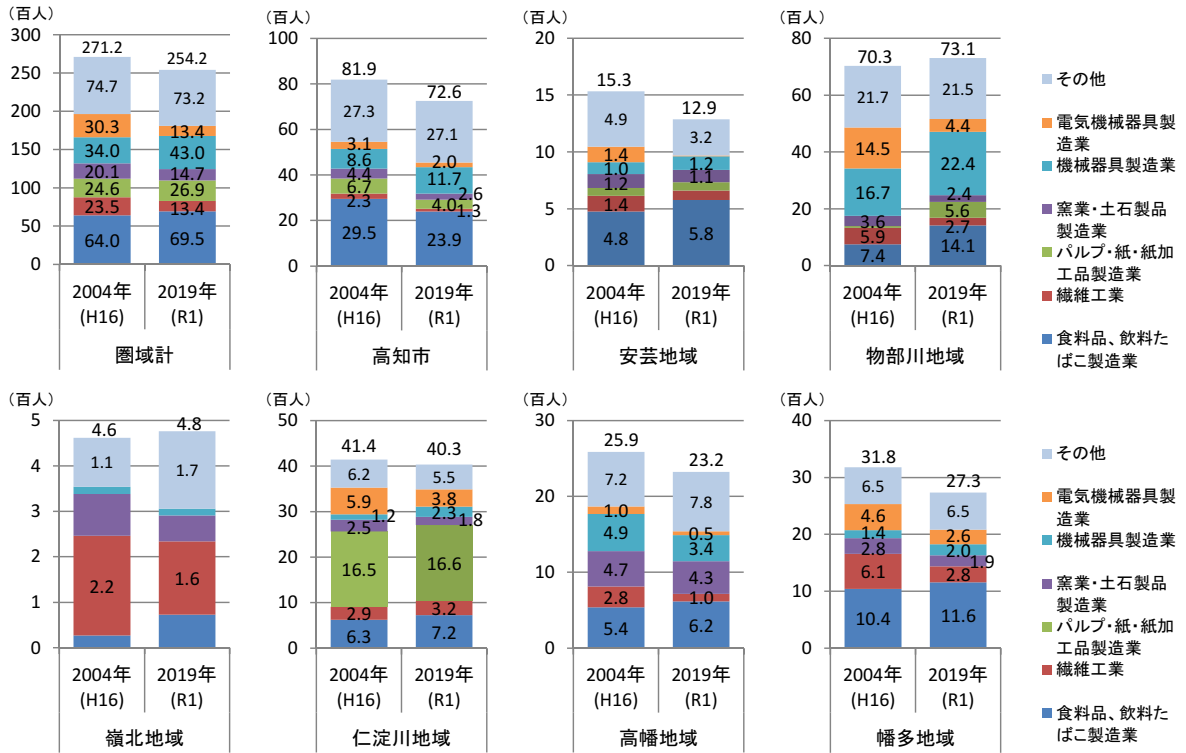 （百人）
300
250
200
150
100
50
0
271.2
254.2
74.7
30.3
34.0
20.1
24.6
23.5
64.0
73.2
13.4
43.0
14.7
26.9
13.4
69.5
2004年
(H16)
2019年
(R1)
圏域計
（百人）
100
80
60
40
20
0
81.9
72.6
27.3
3.1
8.6
4.4
6.7
2.3
29.5
27.1
2.0
11.7
2.6
4.0
1.3
23.9
2004年
(H16)
2019年
(R1)
高知市
（百人）
20
15
10
5
0
15.3
12.9
4.9
1.4
1.0
1.2
1.4
4.8
3.2
1.2
1.1
5.8
2004年
(H16)
2019年
(R1)
安芸地域
（百人）
80
60
40
20
0
70.3
73.1
21.7
14.5
16.7
3.6
5.9
7.4
21.5
4.4
22.4
2.4
5.6
2.7
14.1
2004年
(H16)
2019年
(R1)
物部川地域
その他
電気機械器具製
造業
機械器具製造業
窯業・土石製品
製造業
パルプ・紙・紙加
工品製造業
繊維工業
食料品、飲料た
ばこ製造業
（百人）
5
4
3
2
1
0
4.6
4.8
1.1
2.2
1.7
1.6
2004年
(H16)
2019年
(R1)
嶺北地域
（百人）
50
40
30
20
10
0
41.4
40.3
6.2
5.9
1.2
2.5
16.5
2.9
6.3
5.5
3.8
2.3
1.8
16.6
3.2
7.2
2004年
(H16)
2019年
(R1)
仁淀川地域
（百人）
30
20
10
0
25.9
23.2
7.2
1.0
4.9
4.7
2.8
5.4
7.8
0.5
3.4
4.3
1.0
6.2
2004年
(H16)
2019年
(R1)
高幡地域
（百人）
40
30
20
10
0
31.8
27.3
6.5
4.6
1.4
2.8
6.1
10.4
6.5
2.6
2.0
1.9
2.8
11.6
2004年
(H16)
2019年
(R1)
幡多地域
その他
電気機械器具製
造業
機械器具製造業
窯業・土石製品
製造業
パルプ・紙・紙加
工品製造業
繊維工業
食料品、飲料た
ばこ製造業